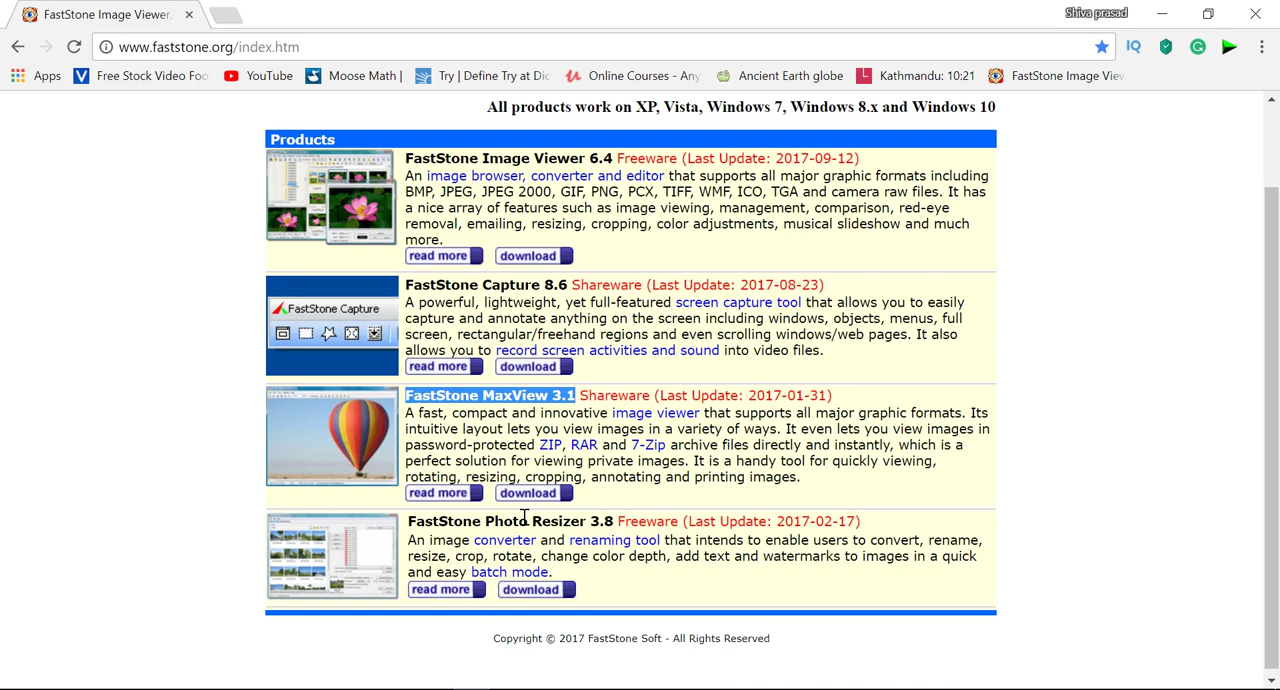 FastStone Image Viewer,
Shiva prasad
www.faststone.org/index.htm
IQ
Apps
Free Stock Video Foo
YouTube
Moose Math |
Try | Define Try at Dic
Online Courses - Any
Ancient Earth globe
Kathmandu: 10:21
FastStone Image View
All products work on XP, Vista, Windows 7, Windows 8.x and Windows 10
Products
FastStone Image Viewer 6.4 Freeware (Last Update: 2017-09-12)
An image browser, converter and editor that supports all major graphic formats including
BMP, JPEG, JPEG 2000, GIF, PNG, PCX, TIFF, WMF, ICO, TGA and camera raw files. It has
a nice array of features such as image viewing, management, comparison, red-eye
removal, emailing, resizing, cropping, color adjustments, musical slideshow and much
more.
read more download
FastStone Capture
FastStone Capture 8.6 Shareware (Last Update: 2017-08-23)
A powerful, lightweight, yet full-featured screen capture tool that allows you to easily
capture and annotate anything on the screen including windows, objects, menus, full
screen, rectangular/freehand regions and even scrolling windows/web pages. It also
allows you to record screen activities and sound into video files.
read more download
FastStone MaxView 3.1 Shareware (Last Update: 2017-01-31)
A fast, compact and innovative image viewer that supports all major graphic formats. Its
intuitive layout lets you view images in a variety of ways. It even lets you view images in
password-protected ZIP, RAR and 7-Zip archive files directly and instantly, which is a
perfect solution for viewing private images. It is a handy tool for quickly viewing,
rotating, resizing, cropping, annotating and printing images.
read more download
FastStone Photo Resizer 3.8 Freeware (Last Update: 2017-02-17)
An image converter and renaming tool that intends to enable users to convert, rename,
resize, crop, rotate, change color depth, add text and watermarks to images in a quick
and easy batch mode.
read more download
Copyright © 2017 FastStone Soft - All Rights Reserved